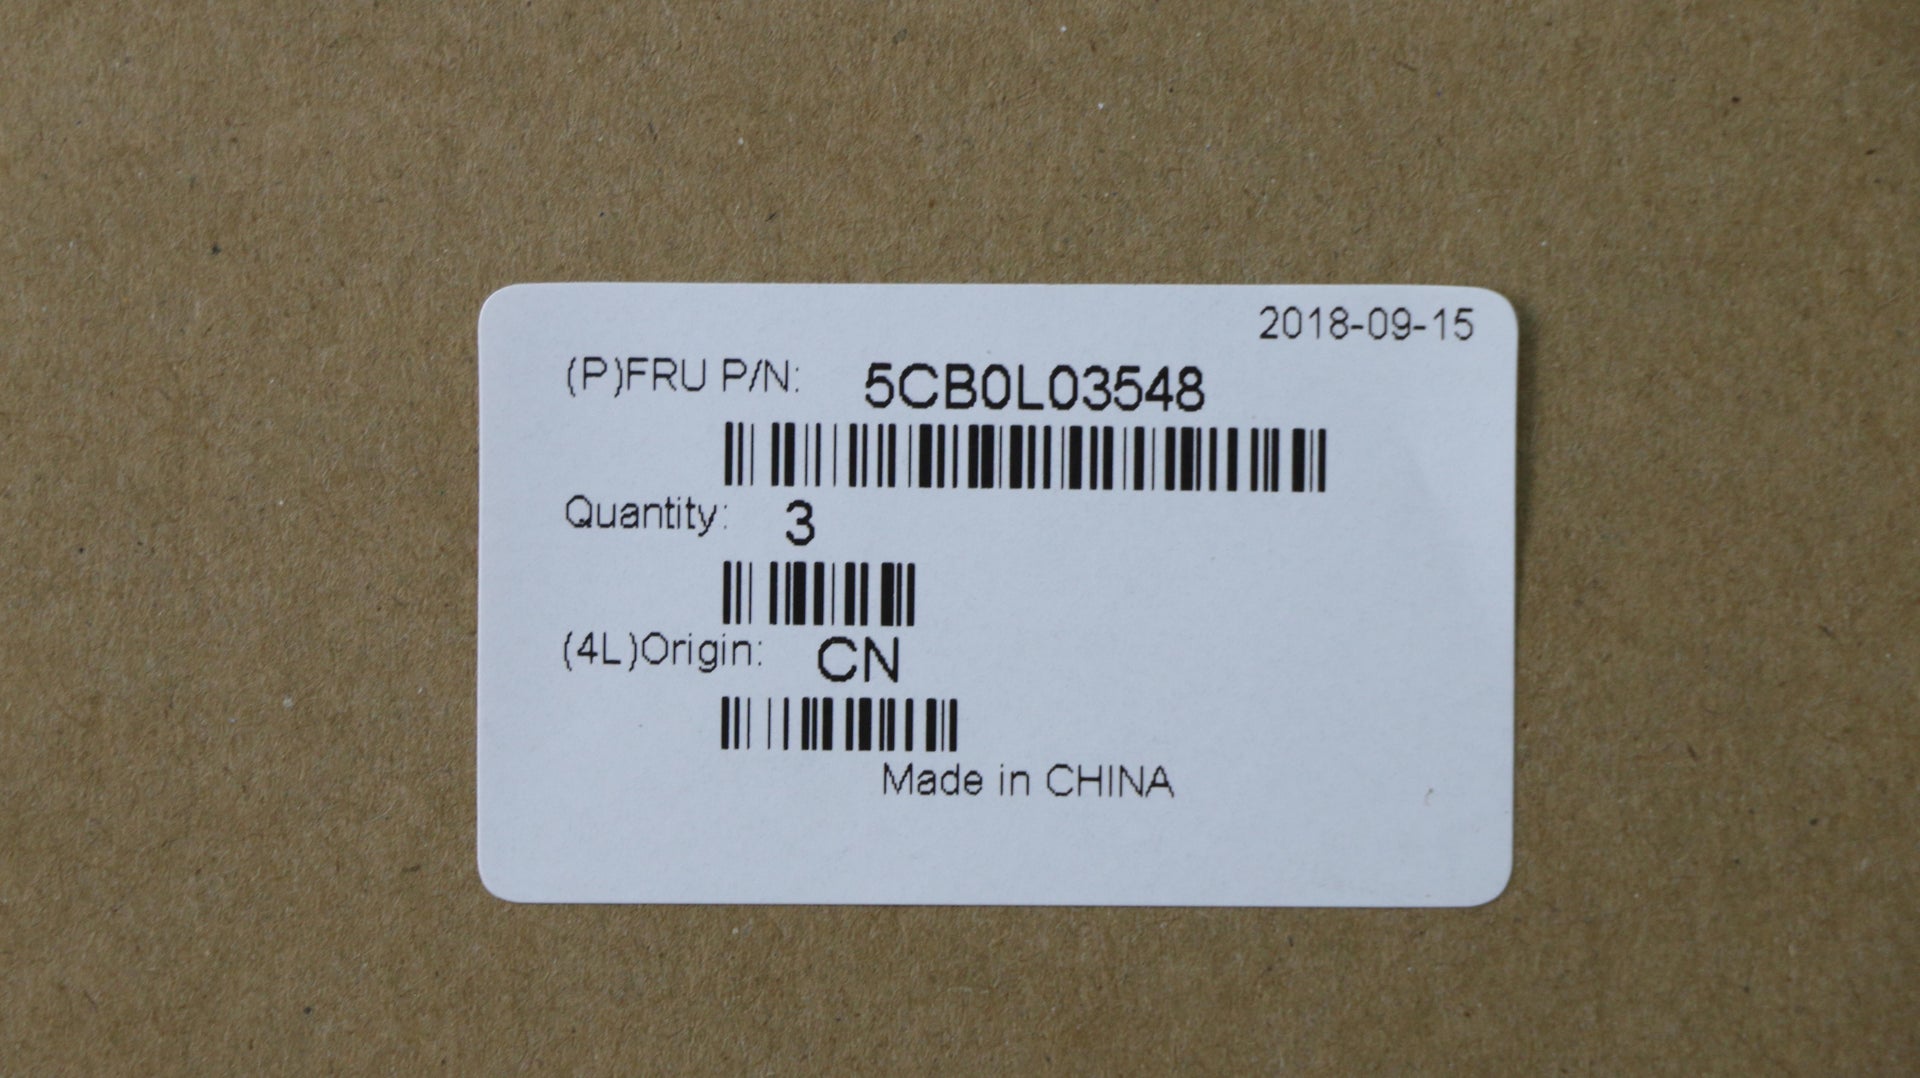 2018-09-15
(P)FRU P/N: 5CB0L03548
Quantity: 3
(4L)Origin: CN
Made in CHINA